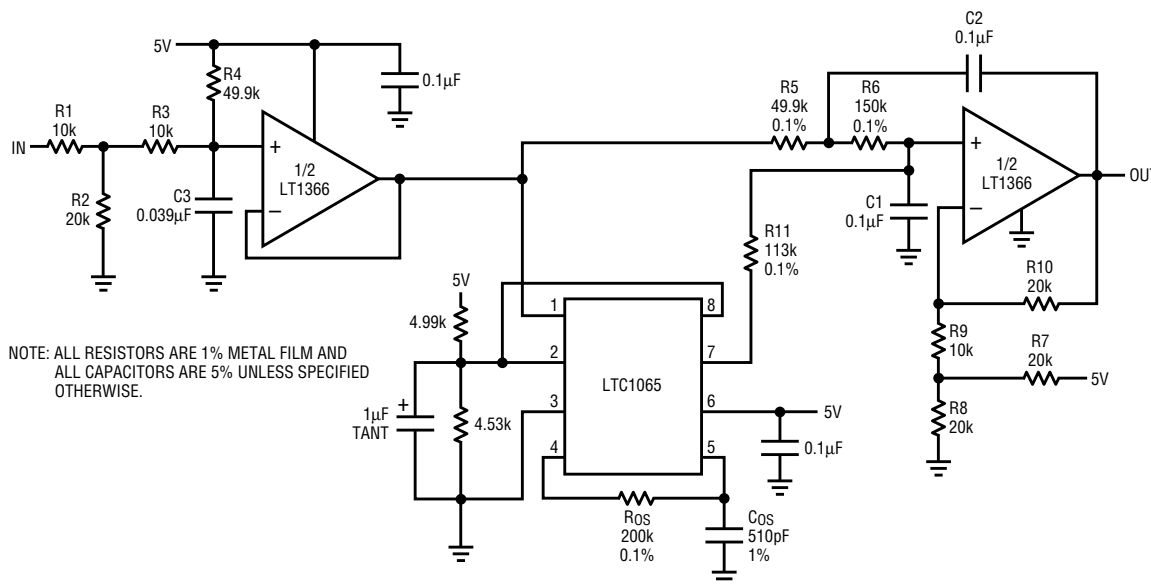 C2
0.1µF
5V
R4
49.9k
0.1µF
R5
49.9k
0.1%
R6
150k
0.1%
R1
10k
R3
10k
IN
+
1/2
LT1366
–
R2
20k
C3
0.039µF
+
1/2
LT1366
–
OU
C1
0.1µF
R11
113k
0.1%
5V
4.99k
R10
20k
R9
10k
R7
20k
5V
R8
20k
NOTE: ALL RESISTORS ARE 1% METAL FILM AND
ALL CAPACITORS ARE 5% UNLESS SPECIFIED
OTHERWISE.
1
2
3
4
LTC1065
8
7
6
5
5V
0.1µF
+
1µF
TANT
4.53k
ROS
200k
0.1%
COS
510pF
1%